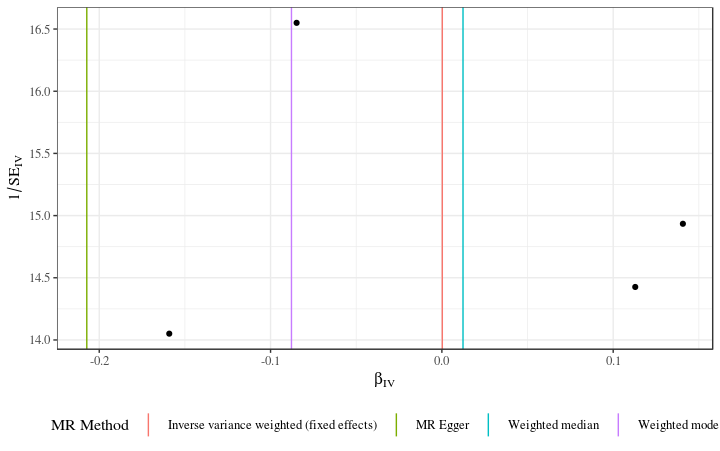 16.5
16.0
15.5
15.0
14.5
14.0
1/SE_IV
-0.2 -0.1 0.0 0.1
β_IV
MR Method Inverse variance weighted (fixed effects) MR Egger Weighted median Weighted mode